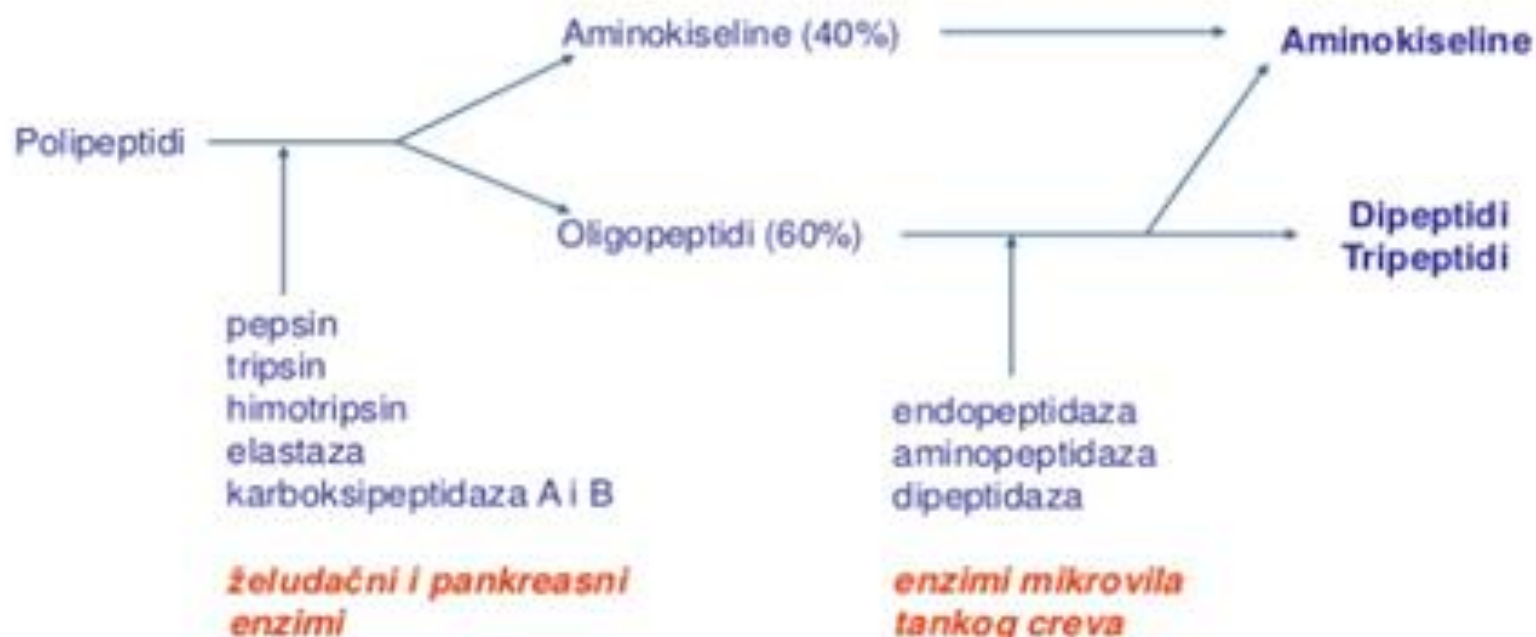 Aminokiseline (40%)
Aminokiseline
Polipeptidi
Oligopeptidi (60%)
Dipeptidi
Tripeptidi
pepsin
tripsin
himotripsin
elastaza
karboksipeptidaza A i B
endopeptidaza
aminopeptidaza
dipeptidaza
želudačni i pankreasni
enzimi
enzimi mikrovila
tankog creva